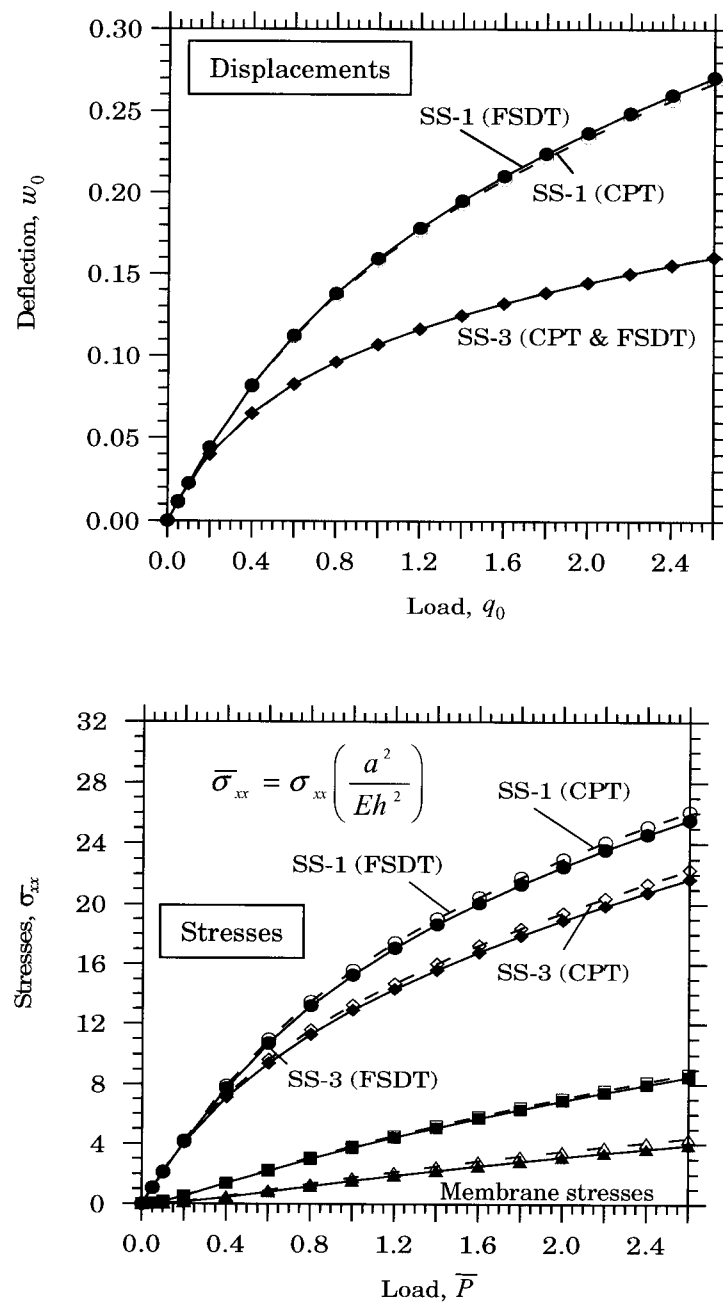 0.30
Displacements
SS-1 (FSDT)
0.25
0.20
SS-1 (CPT)
0.15
SS-3 (CPT & FSDT)
0.10
0.05
0.00
Deflection, w₀
0.0 0.4 0.8 1.2 1.6 2.0 2.4
Load, q₀
32
σ̅ₓₓ = σₓₓ(a²/Eh²)
28
SS-1 (CPT)
24
SS-1 (FSDT)
20
Stresses
16
SS-3 (CPT)
12
SS-3 (FSDT)
8
4
Membrane stresses
0
Stresses, σ̅ₓₓ
0.0 0.4 0.8 1.2 1.6 2.0 2.4
Load, P̅